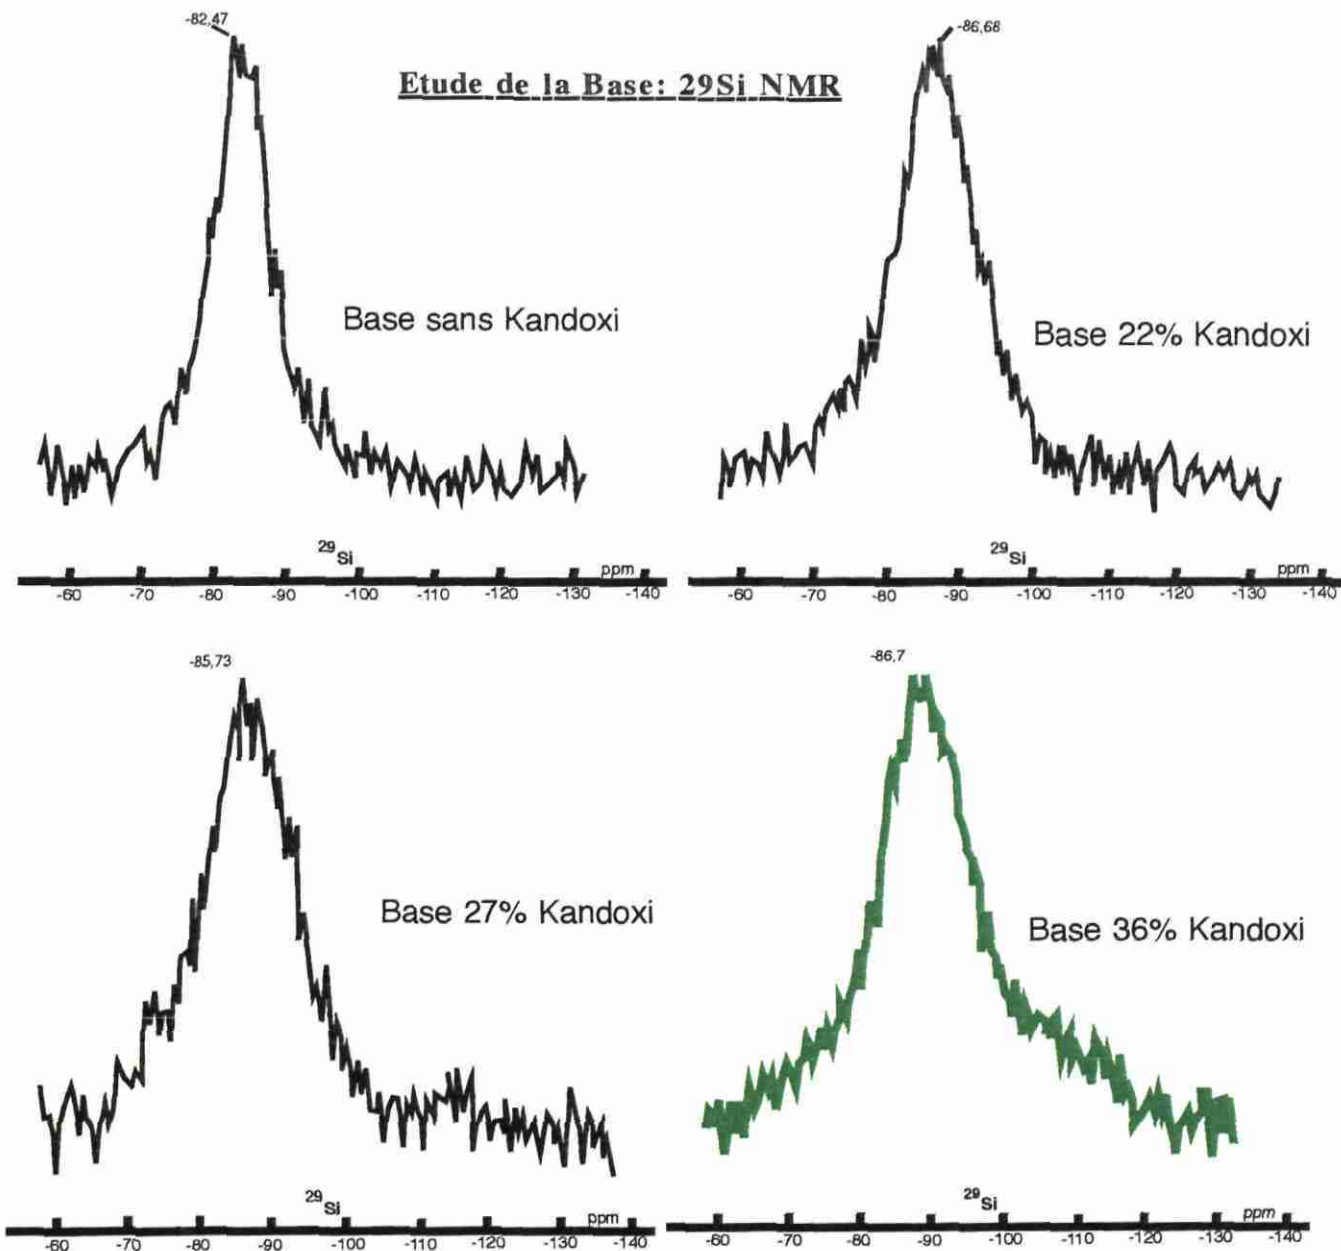 -82,47
-86,68
Etude de la Base: 29Si NMR
Base sans Kandoxi
Base 22% Kandoxi
29Si
ppm
-60 -70 -80 -90 -100 -110 -120 -130 -140
29Si
ppm
-60 -70 -80 -90 -100 -110 -120 -130 -140
-85,73
-86,7
Base 27% Kandoxi
Base 36% Kandoxi
29Si
ppm
-60 -70 -80 -90 -100 -110 -120 -130 -140
29Si
ppm
-60 -70 -80 -90 -100 -110 -120 -130 -140